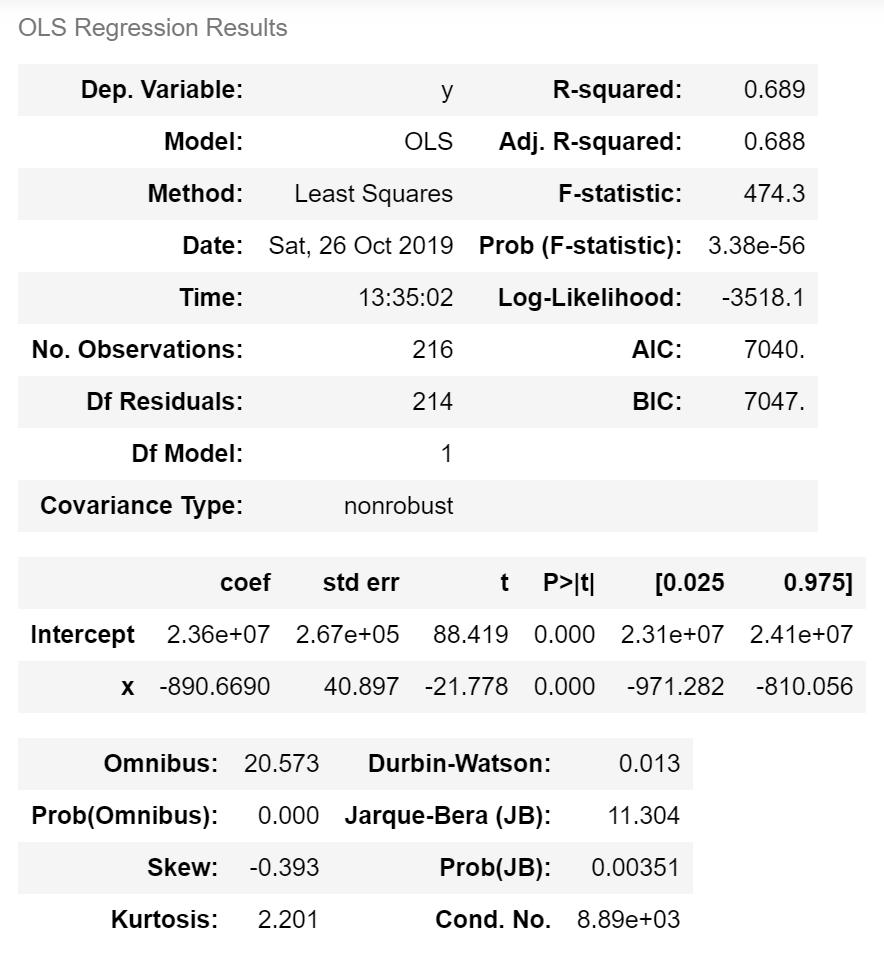 OLS Regression Results
Dep. Variable: y R-squared: 0.689
Model: OLS Adj. R-squared: 0.688
Method: Least Squares F-statistic: 474.3
Date: Sat, 26 Oct 2019 Prob (F-statistic): 3.38e-56
Time: 13:35:02 Log-Likelihood: -3518.1
No. Observations: 216 AIC: 7040.
Df Residuals: 214 BIC: 7047.
Df Model: 1
Covariance Type: nonrobust
coef std err t P>|t| [0.025 0.975]
Intercept 2.36e+07 2.67e+05 88.419 0.000 2.31e+07 2.41e+07
x -890.6690 40.897 -21.778 0.000 -971.282 -810.056
Omnibus: 20.573 Durbin-Watson: 0.013
Prob(Omnibus): 0.000 Jarque-Bera (JB): 11.304
Skew: -0.393 Prob(JB): 0.00351
Kurtosis: 2.201 Cond. No. 8.89e+03